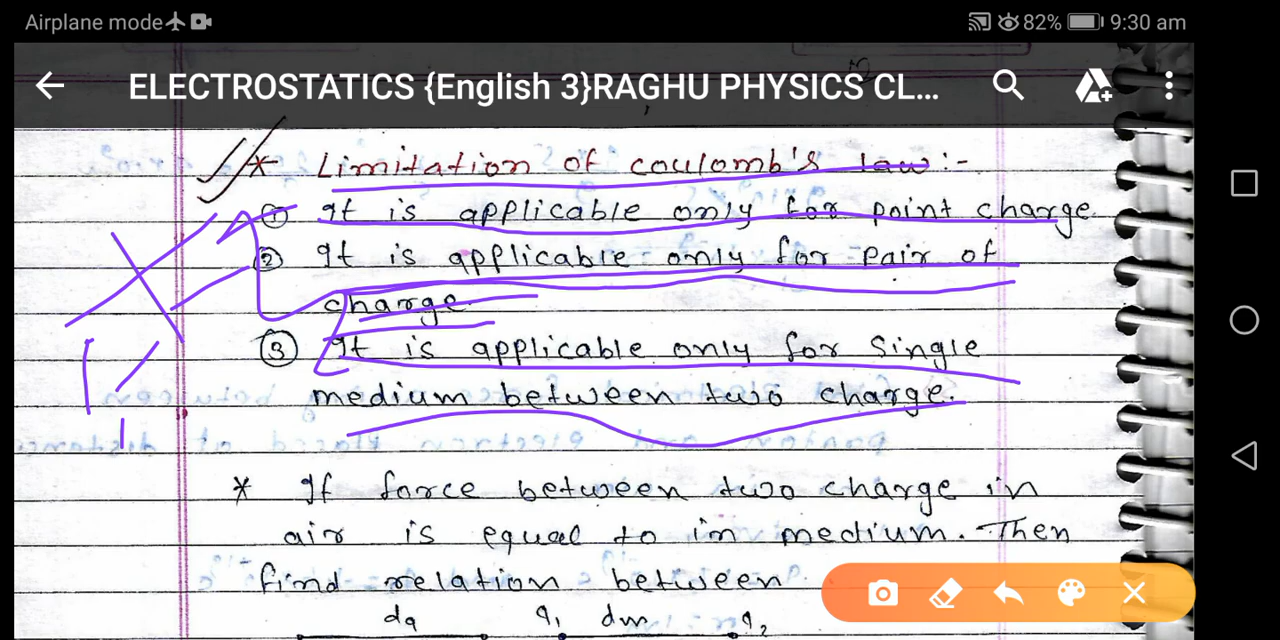 Airplane mode 82% 9:30 am
ELECTROSTATICS {English 3}RAGHU PHYSICS CL...
* Limitation of coulomb's law:-
① It is applicable only for point charge.
② It is applicable only for pair of
charge.
③ It is applicable only for single
medium between two charge.
* If force between two charge in
air is equal to in medium. Then
find relation between
da q₁ dm q₂